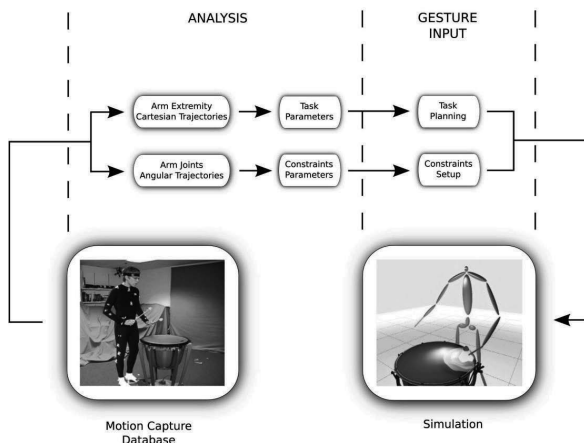 ANALYSIS
GESTURE
INPUT
Arm Extremity
Cartesian Trajectories
Task
Parameters
Task
Planning
Arm Joints
Angular Trajectories
Constraints
Parameters
Constraints
Setup
Motion Capture
Database
Simulation